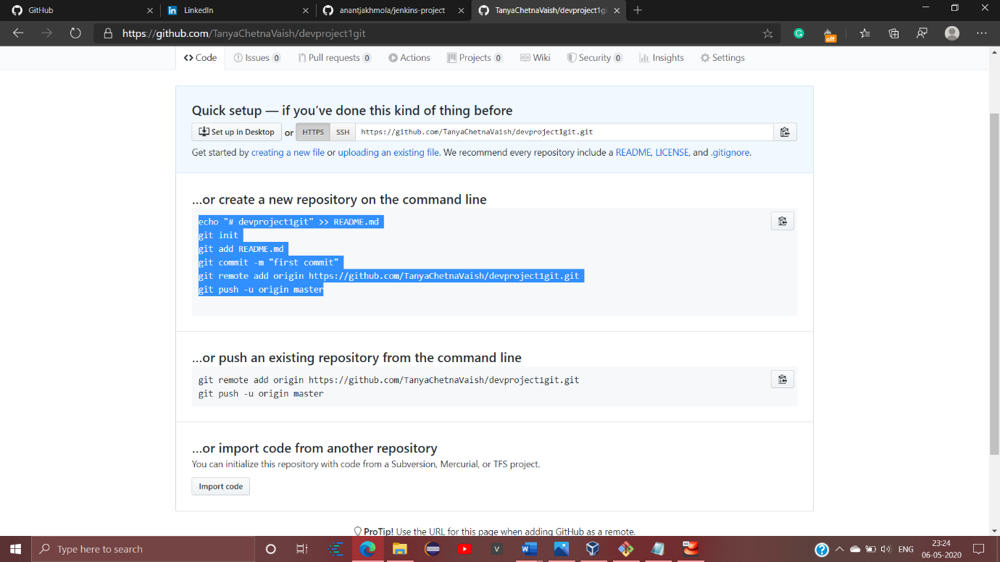 GitHub
LinkedIn
anantjakhmola/jenkins-project
TanyaChetnaVaish/devproject1gi
https://github.com/TanyaChetnaVaish/devproject1git
off
Code
Issues 0
Pull requests 0
Actions
Projects 0
Wiki
Security 0
Insights
Settings
Quick setup — if you’ve done this kind of thing before
Set up in Desktop or HTTPS SSH https://github.com/TanyaChetnaVaish/devproject1git.git
Get started by creating a new file or uploading an existing file. We recommend every repository include a README, LICENSE, and .gitignore.
…or create a new repository on the command line
echo "# devproject1git" >> README.md
git init
git add README.md
git commit -m "first commit"
git remote add origin https://github.com/TanyaChetnaVaish/devproject1git.git
git push -u origin master
…or push an existing repository from the command line
git remote add origin https://github.com/TanyaChetnaVaish/devproject1git.git
git push -u origin master
…or import code from another repository
You can initialize this repository with code from a Subversion, Mercurial, or TFS project.
Import code
ProTip! Use the URL for this page when adding GitHub as a remote.
Type here to search
ENG
23:24
06-05-2020